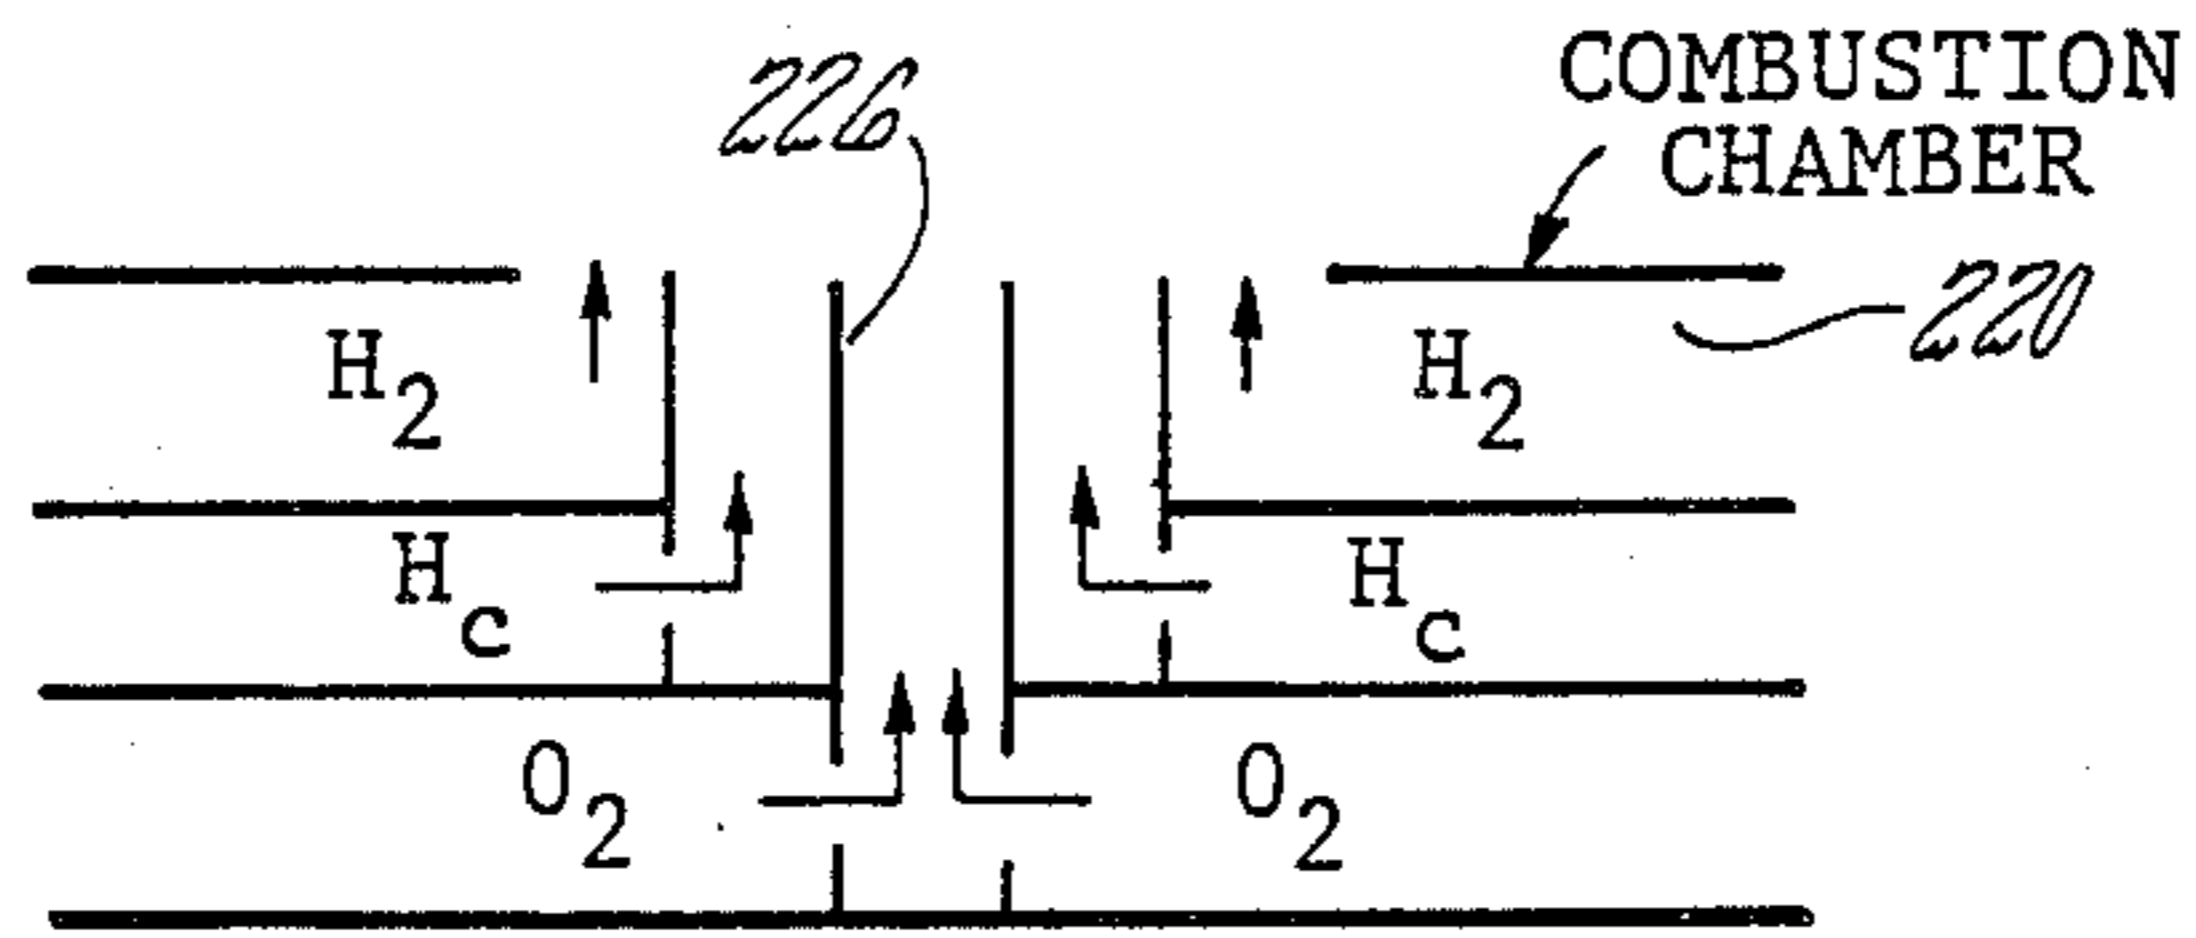 226
COMBUSTION
CHAMBER
220
H2 H2
Hc Hc
O2 O2